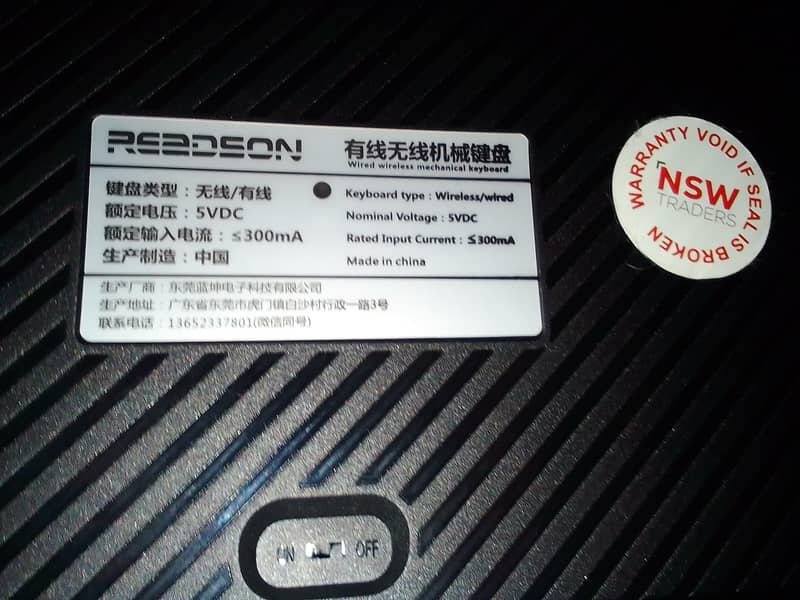 READSON
有线无线机械键盘
Wired wireless mechanical keyboard
键盘类型：无线/有线
额定电压：5VDC
额定输入电流：≤300mA
生产制造：中国
Keyboard type : Wireless/wired
Nominal Voltage : 5VDC
Rated Input Current : ≤300mA
Made in china
生产厂商：东莞蓝坤电子科技有限公司
生产地址：广东省东莞市虎门镇白沙村行政一路3号
联系电话：13652337801(微信同号)
WARRANTY VOID IF SEAL IS BROKEN
NSW
TRADERS
ON OFF